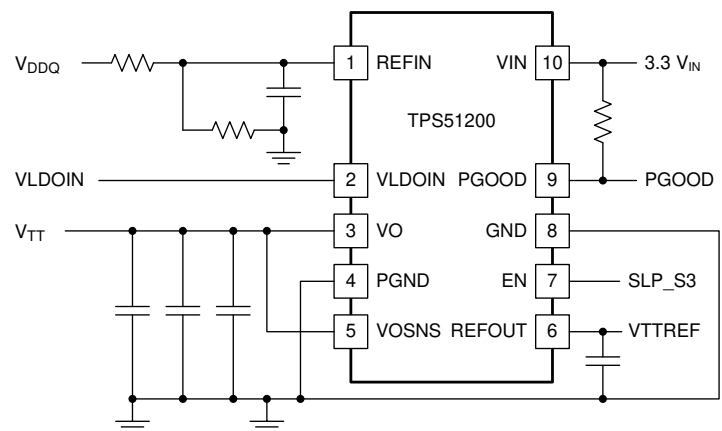 V_DDQ 1 REFIN VIN 10 3.3 V_IN
TPS51200
VLDOIN 2 VLDOIN PGOOD 9 PGOOD
V_TT 3 VO GND 8
4 PGND EN 7 SLP_S3
5 VOSNS REFOUT 6 VTTREF